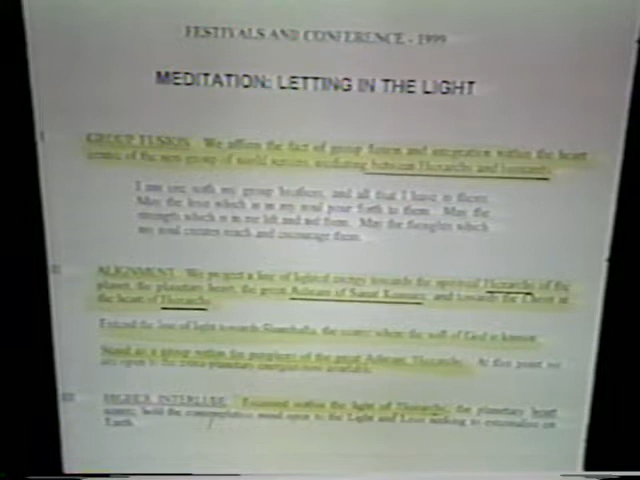 FESTIVALS AND CONFERENCE - 1999
MEDITATION: LETTING IN THE LIGHT
I
GROUP FUSION. We affirm the fact of group fusion and integration within the heart
centre of the new group of world servers, mediating between Hierarchy and humanity.
I am one with my group brothers, and all that I have is theirs.
May the love which is in my soul pour forth to them. May the
strength which is in me lift and aid them. May the thoughts which
my soul creates reach and encourage them.
II
ALIGNMENT. We project a line of lighted energy towards the spiritual Hierarchy of the
planet, the planetary heart, the great Ashram of Sanat Kumara; and towards the Christ at
the heart of Hierarchy.
Extend the line of light towards Shamballa, the centre where the will of God is known.
Stand as a group within the periphery of the great Ashram, Hierarchy. At this point we
are open to the extra-planetary energies now available.
III
HIGHER INTERLUDE. Focused within the light of Hierarchy, the planetary heart
centre, hold the contemplative mind open to the Light and Love seeking to externalise on
Earth.